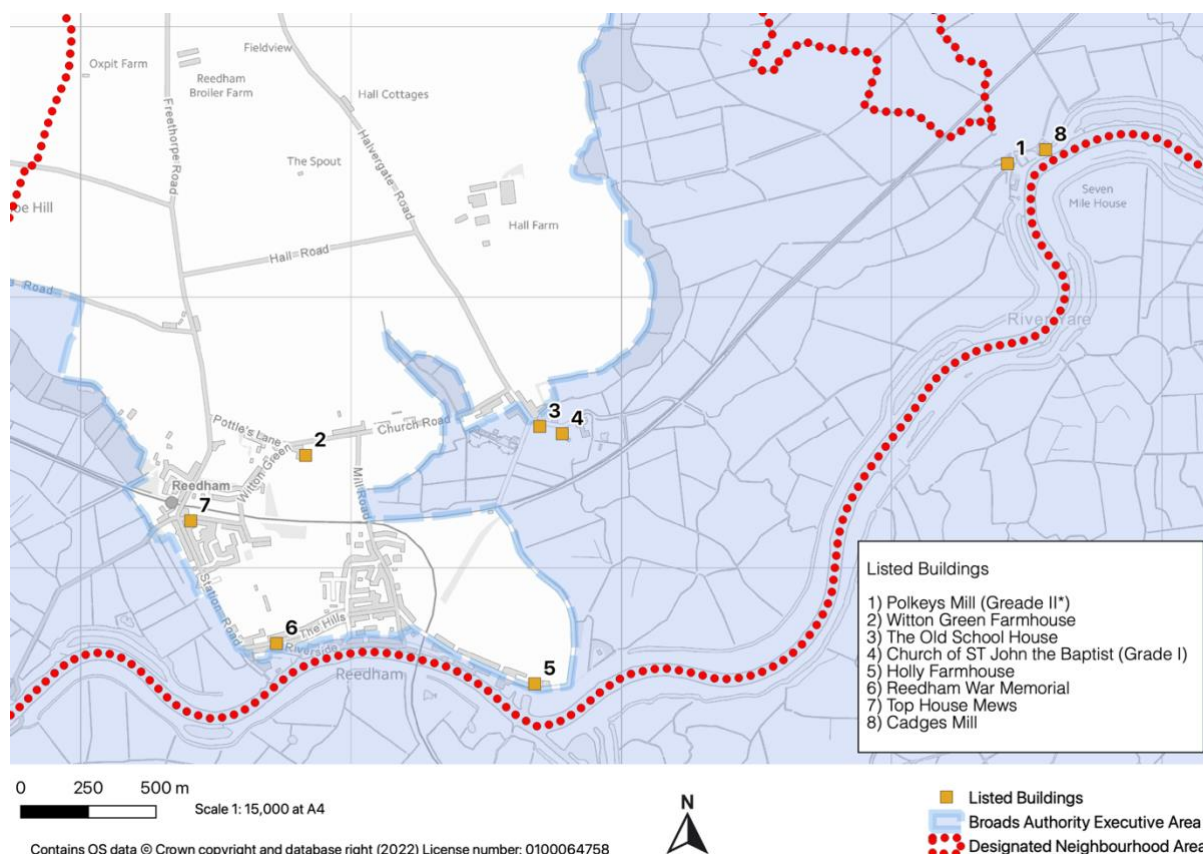 Oxpit Farm
Fieldview
Reedham
Broiler Farm
Hall Cottages
Freethorpe Road
Halvergate Road
The Spout
oe Hill
Hall Farm
Hall Road
Road
1
8
Seven
Mile House
River Yare
Pottle's Lane
2
Church Road
3
4
Witton Green
Mill Road
Reedham
7
Station Road
6
The Hills
Riverside
Reedham
5
Listed Buildings
1) Polkeys Mill (Greade II*)
2) Witton Green Farmhouse
3) The Old School House
4) Church of ST John the Baptist (Grade I)
5) Holly Farmhouse
6) Reedham War Memorial
7) Top House Mews
8) Cadges Mill
0 250 500 m
Scale 1: 15,000 at A4
N
Listed Buildings
Broads Authority Executive Area
Designated Neighbourhood Area
Contains OS data © Crown copyright and database right (2022) License number: 0100064758